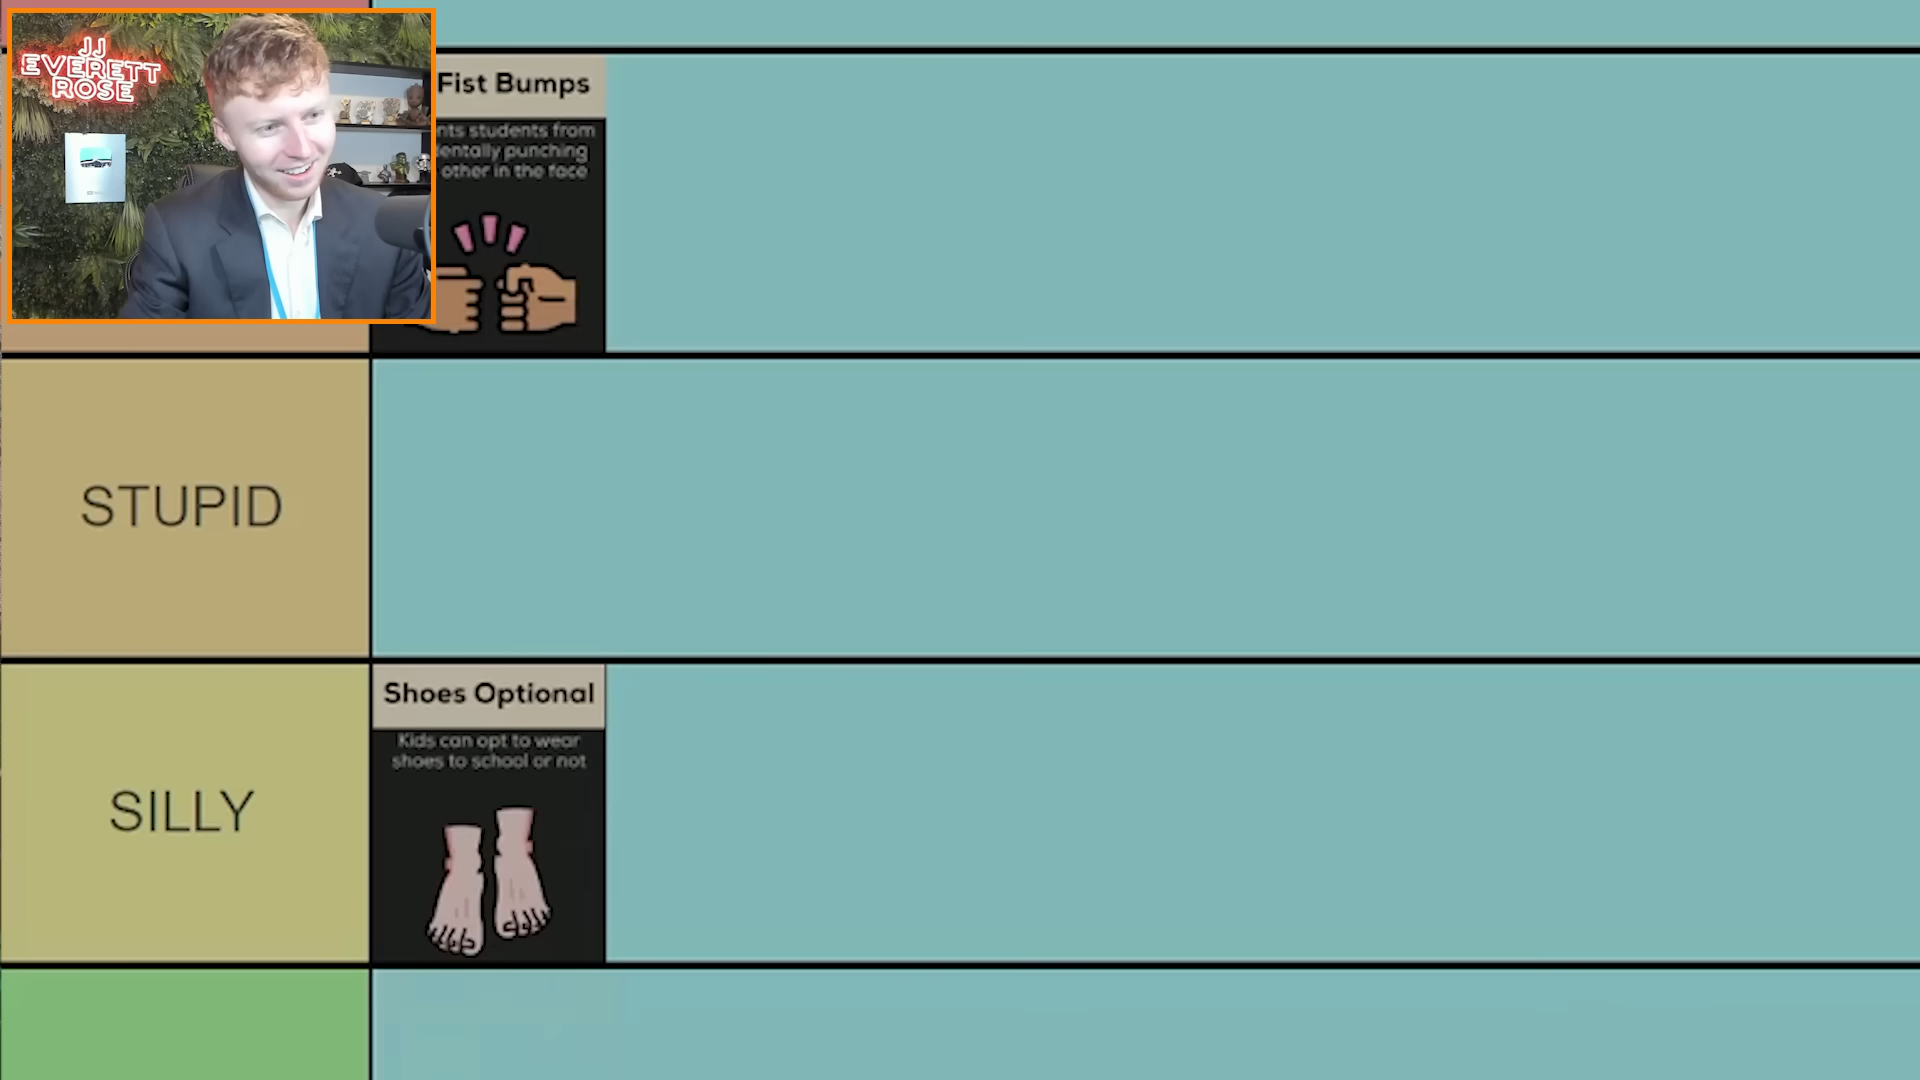 JJ
EVERETT
ROSE
Fist Bumps
students from
punching
other in the face
STUPID
Shoes Optional
Kids can opt to wear
shoes to school or not
SILLY